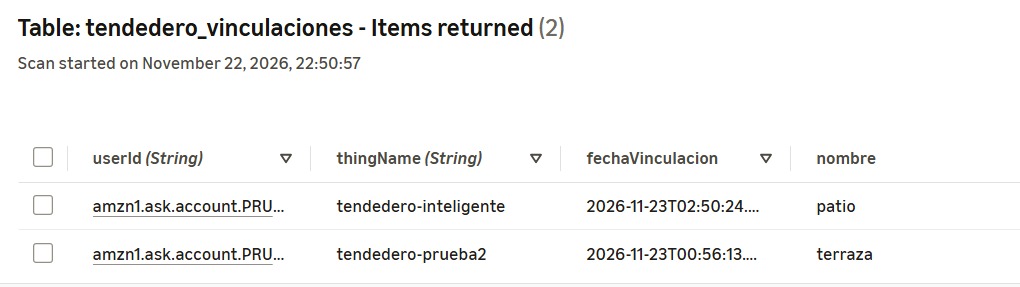 Table: tendedero_vinculaciones - Items returned (2)
Scan started on November 22, 2026, 22:50:57
userId (String) thingName (String) fechaVinculacion nombre
amzn1.ask.account.PRU... tendedero-inteligente 2026-11-23T02:50:24.... patio
amzn1.ask.account.PRU... tendedero-prueba2 2026-11-23T00:56:13.... terraza